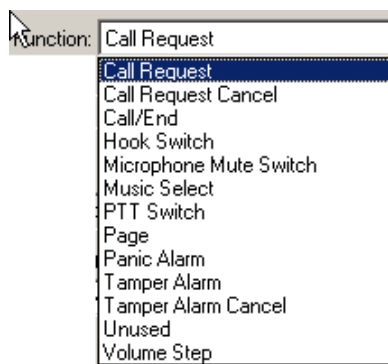 Function: Call Request
Call Request
Call Request Cancel
Call/End
Hook Switch
Microphone Mute Switch
Music Select
PTT Switch
Page
Panic Alarm
Tamper Alarm
Tamper Alarm Cancel
Unused
Volume Step